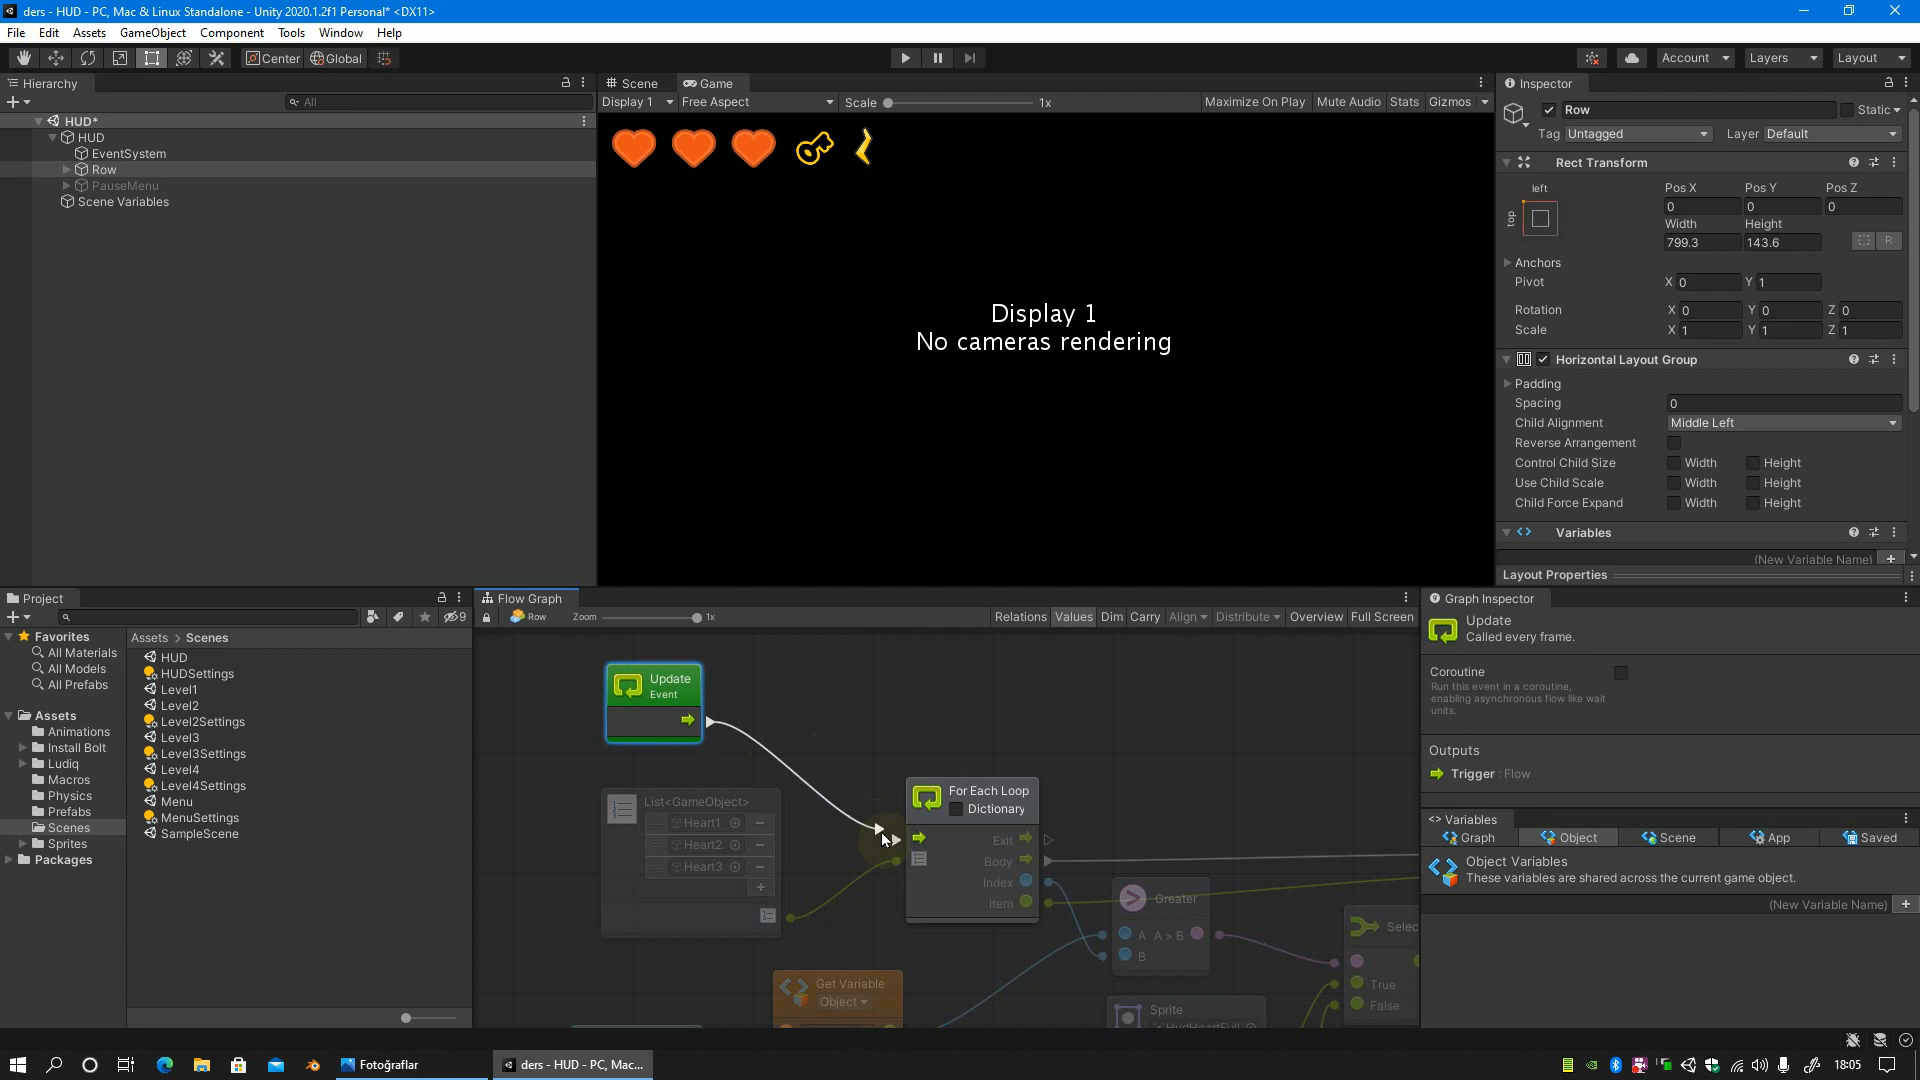 ders - HUD - PC, Mac & Linux Standalone - Unity 2020.1.2f1 Personal* <DX11>
File Edit Assets GameObject Component Tools Window Help
Center Global Account Layers Layout
Hierarchy
All
HUD*
HUD
EventSystem
Row
PauseMenu
Scene Variables
Scene Game
Display 1 Free Aspect Scale 1x Maximize On Play Mute Audio Stats Gizmos
Display 1
No cameras rendering
Inspector
Row Static
Tag Untagged Layer Default
Rect Transform
left
top
Pos X Pos Y Pos Z
0 0 0
Width Height
799.3 143.6
R
Anchors
Pivot X 0 Y 1
Rotation X 0 Y 0 Z 0
Scale X 1 Y 1 Z 1
Horizontal Layout Group
Padding
Spacing 0
Child Alignment Middle Left
Reverse Arrangement
Control Child Size Width Height
Use Child Scale Width Height
Child Force Expand Width Height
Variables
(New Variable Name)
Layout Properties
Project
9
Favorites
All Materials
All Models
All Prefabs
Assets
Animations
Install Bolt
Ludiq
Macros
Physics
Prefabs
Scenes
Sprites
Packages
Assets > Scenes
HUD
HUDSettings
Level1
Level2
Level2Settings
Level3
Level3Settings
Level4
Level4Settings
Menu
MenuSettings
SampleScene
Flow Graph
Row Zoom 1x Relations Values Dim Carry Align Distribute Overview Full Screen
Update
Event
List<GameObject>
Heart1
Heart2
Heart3
For Each Loop
Dictionary
Exit
Body
Index
Item
Greater
A A > B
B
Get Variable
Object
Sprite
HudHeartFull
Selec
True
False
Graph Inspector
Update
Called every frame.
Coroutine
Run this event in a coroutine,
enabling asynchronous flow like wait
units.
Outputs
Trigger : Flow
Variables
Graph Object Scene App Saved
Object Variables
These variables are shared across the current game object.
(New Variable Name)
Fotoğraflar
ders - HUD - PC, Mac...
18:05